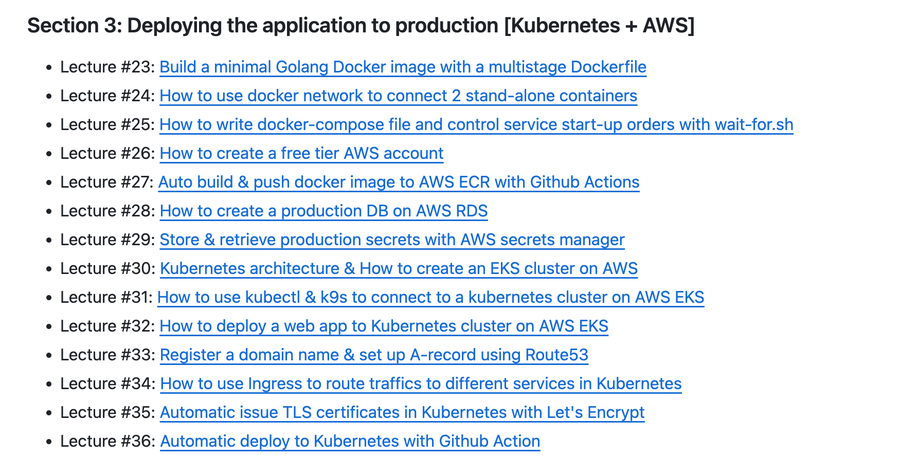 Section 3: Deploying the application to production [Kubernetes + AWS]
• Lecture #23: Build a minimal Golang Docker image with a multistage Dockerfile
• Lecture #24: How to use docker network to connect 2 stand-alone containers
• Lecture #25: How to write docker-compose file and control service start-up orders with wait-for.sh
• Lecture #26: How to create a free tier AWS account
• Lecture #27: Auto build & push docker image to AWS ECR with Github Actions
• Lecture #28: How to create a production DB on AWS RDS
• Lecture #29: Store & retrieve production secrets with AWS secrets manager
• Lecture #30: Kubernetes architecture & How to create an EKS cluster on AWS
• Lecture #31: How to use kubectl & k9s to connect to a kubernetes cluster on AWS EKS
• Lecture #32: How to deploy a web app to Kubernetes cluster on AWS EKS
• Lecture #33: Register a domain name & set up A-record using Route53
• Lecture #34: How to use Ingress to route traffics to different services in Kubernetes
• Lecture #35: Automatic issue TLS certificates in Kubernetes with Let's Encrypt
• Lecture #36: Automatic deploy to Kubernetes with Github Action